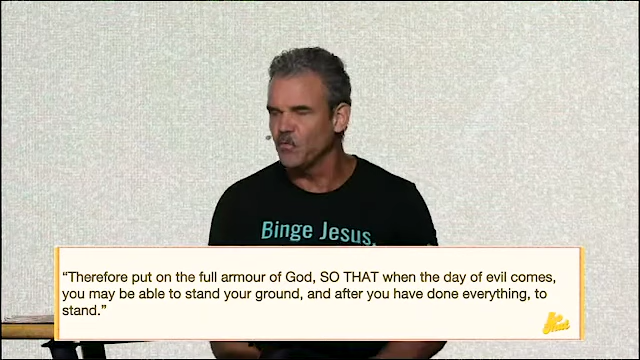 Binge Jesus.
“Therefore put on the full armour of God, SO THAT when the day of evil comes,
you may be able to stand your ground, and after you have done everything, to
stand.”